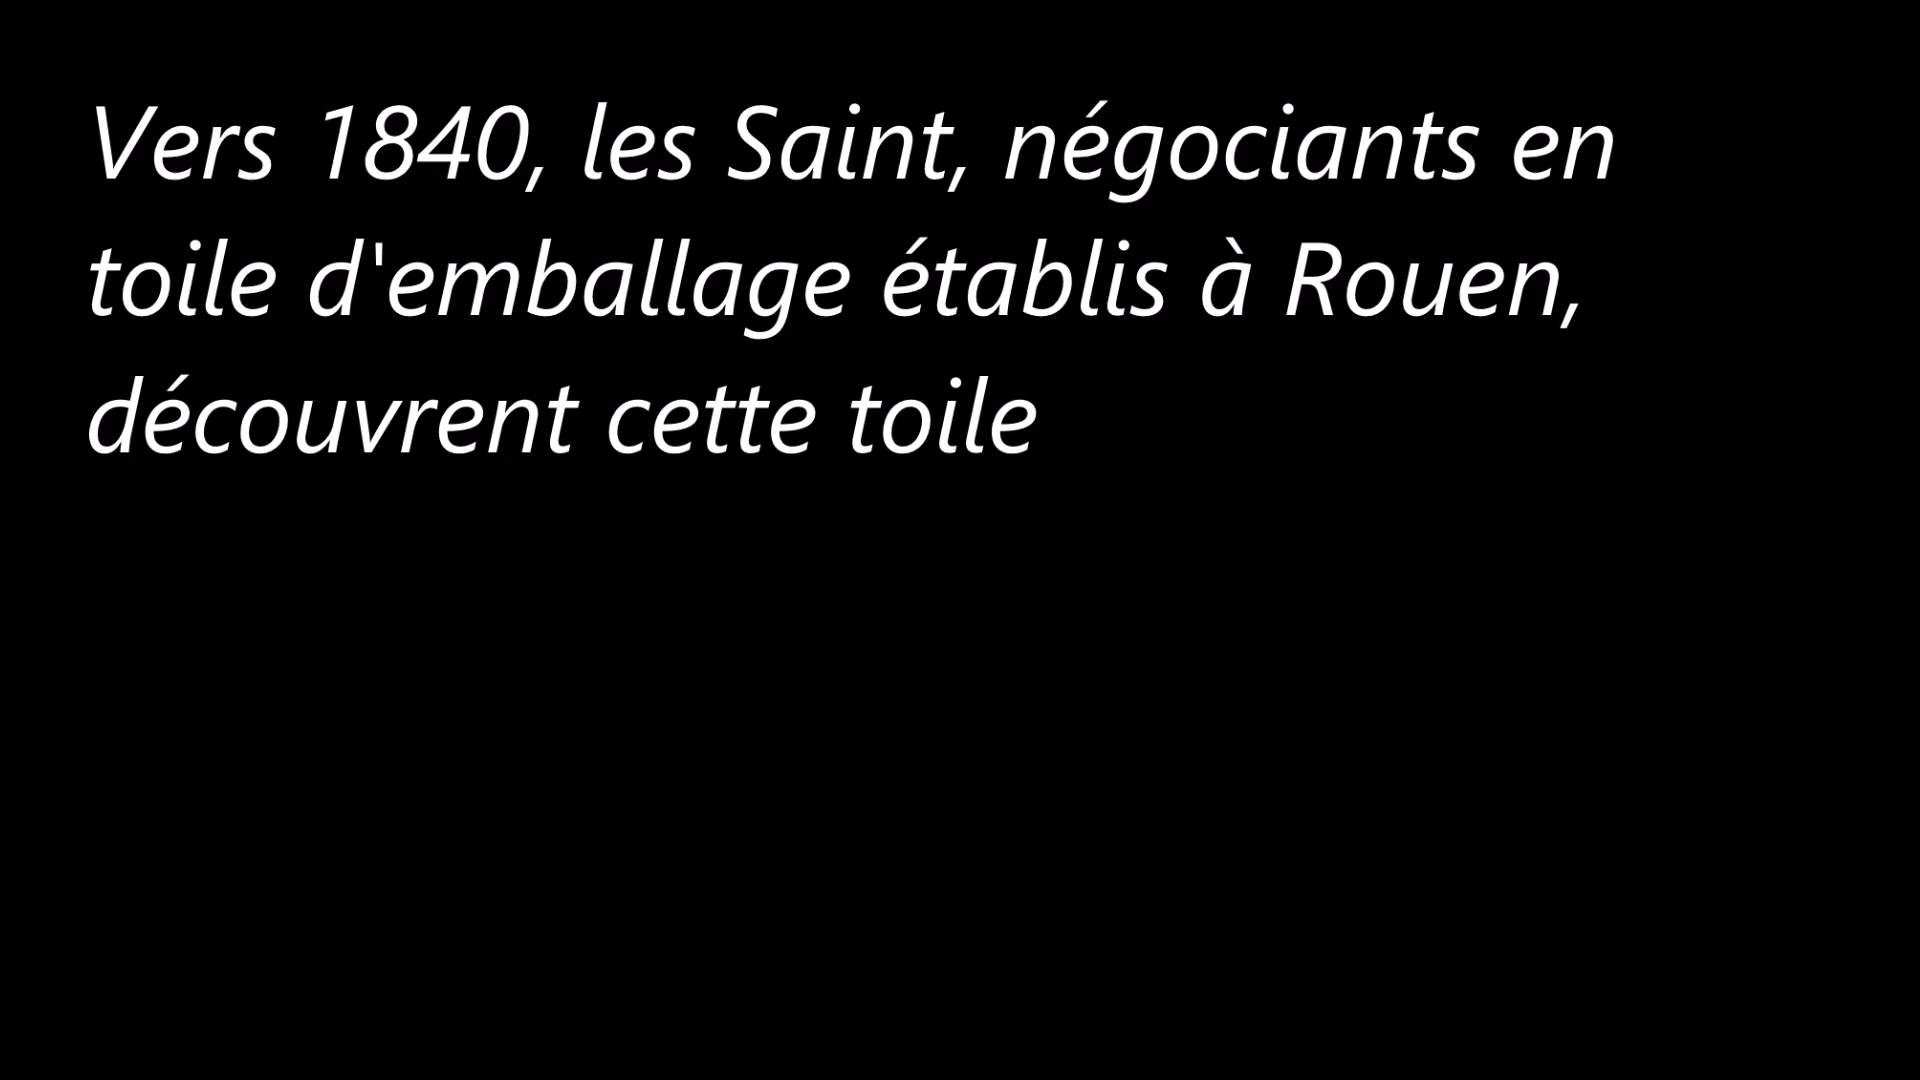 Vers 1840, les Saint, négociants en
toile d'emballage établis à Rouen,
découvrent cette toile